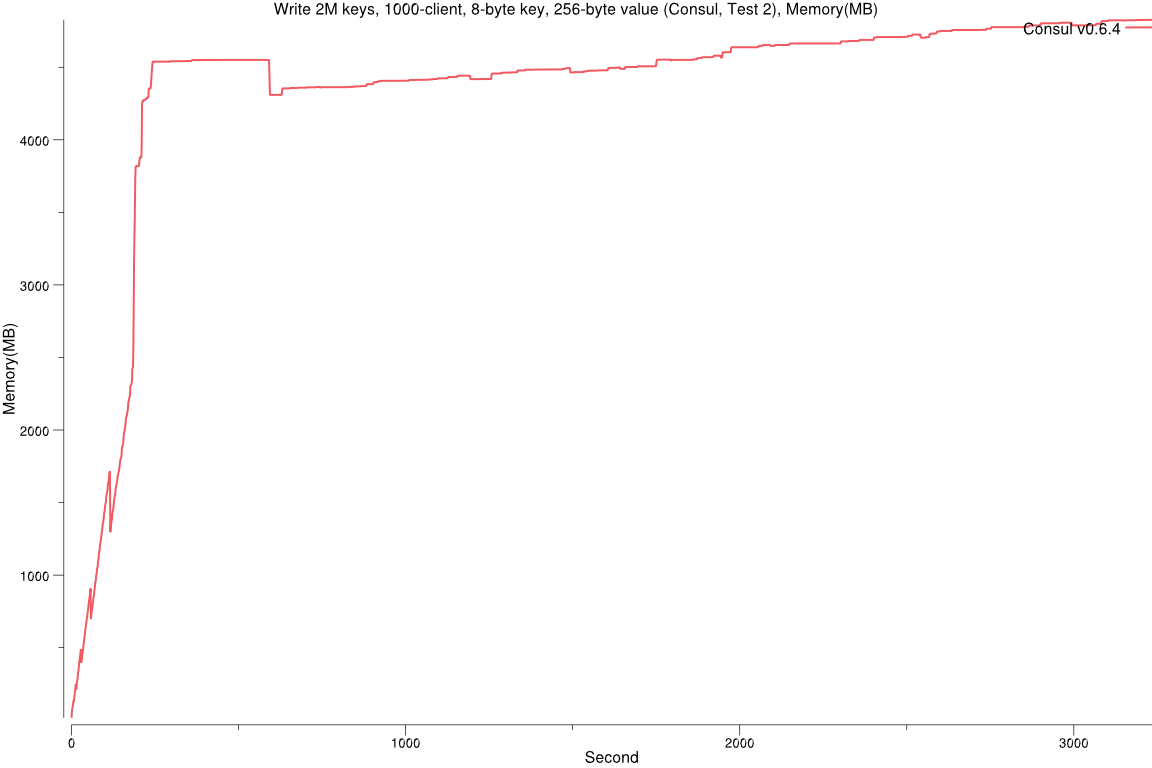 Write 2M keys, 1000-client, 8-byte key, 256-byte value (Consul, Test 2), Memory(MB)
Consul v0.6.4
4000
3000
Memory(MB)
2000
1000
0 1000 2000 3000
Second